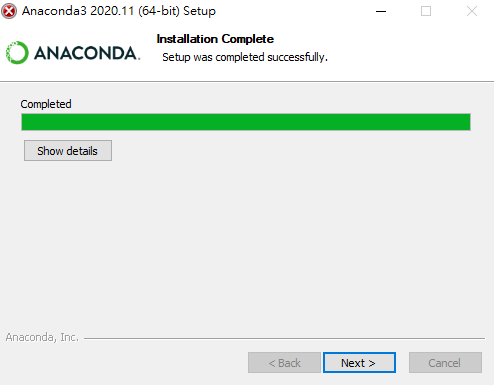 Anaconda3 2020.11 (64-bit) Setup
ANACONDA.
Installation Complete
Setup was completed successfully.
Completed
Show details
Anaconda, Inc.
< Back
Next >
Cancel